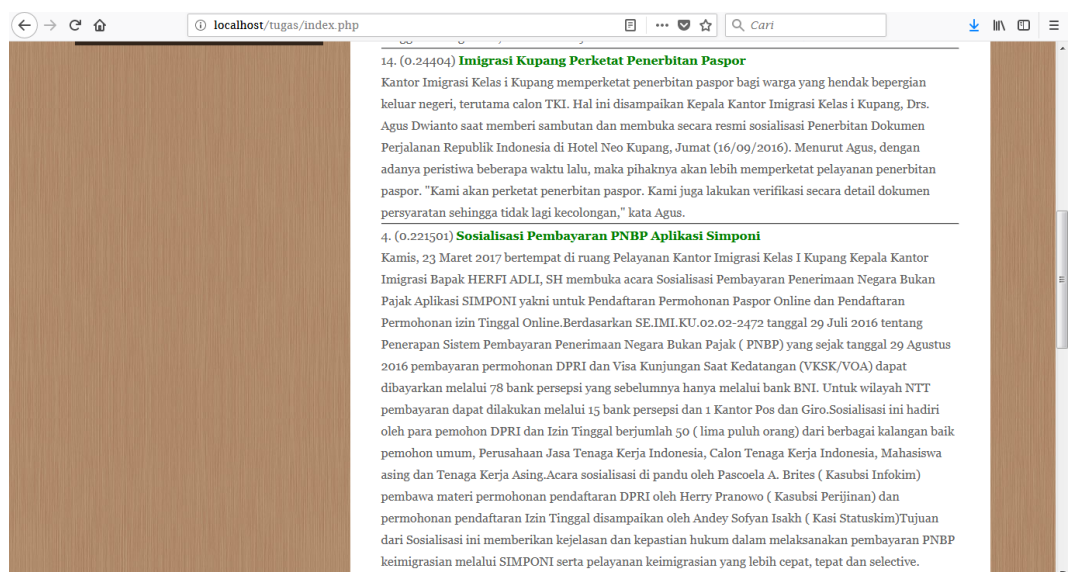 localhost/tugas/index.php
Cari
14. (0.24404) Imigrasi Kupang Perketat Penerbitan Paspor
Kantor Imigrasi Kelas i Kupang memperketat penerbitan paspor bagi warga yang hendak bepergian
keluar negeri, terutama calon TKI. Hal ini disampaikan Kepala Kantor Imigrasi Kelas i Kupang, Drs.
Agus Dwianto saat memberi sambutan dan membuka secara resmi sosialisasi Penerbitan Dokumen
Perjalanan Republik Indonesia di Hotel Neo Kupang, Jumat (16/09/2016). Menurut Agus, dengan
adanya peristiwa beberapa waktu lalu, maka pihaknya akan lebih memperketat pelayanan penerbitan
paspor. "Kami akan perketat penerbitan paspor. Kami juga lakukan verifikasi secara detail dokumen
persyaratan sehingga tidak lagi kecolongan," kata Agus.
4. (0.221501) Sosialisasi Pembayaran PNBP Aplikasi Simponi
Kamis, 23 Maret 2017 bertempat di ruang Pelayanan Kantor Imigrasi Kelas I Kupang Kepala Kantor
Imigrasi Bapak HERFI ADLI, SH membuka acara Sosialisasi Pembayaran Penerimaan Negara Bukan
Pajak Aplikasi SIMPONI yakni untuk Pendaftaran Permohonan Paspor Online dan Pendaftaran
Permohonan izin Tinggal Online.Berdasarkan SE.IMI.KU.02.02-2472 tanggal 29 Juli 2016 tentang
Penerapan Sistem Pembayaran Penerimaan Negara Bukan Pajak ( PNBP) yang sejak tanggal 29 Agustus
2016 pembayaran permohonan DPRI dan Visa Kunjungan Saat Kedatangan (VKSK/VOA) dapat
dibayarkan melalui 78 bank persepsi yang sebelumnya hanya melalui bank BNI. Untuk wilayah NTT
pembayaran dapat dilakukan melalui 15 bank persepsi dan 1 Kantor Pos dan Giro.Sosialisasi ini hadiri
oleh para pemohon DPRI dan Izin Tinggal berjumlah 50 ( lima puluh orang) dari berbagai kalangan baik
pemohon umum, Perusahaan Jasa Tenaga Kerja Indonesia, Calon Tenaga Kerja Indonesia, Mahasiswa
asing dan Tenaga Kerja Asing.Acara sosialisasi di pandu oleh Pascoela A. Brites ( Kasubsi Infokim)
pembawa materi permohonan pendaftaran DPRI oleh Herry Pranowo ( Kasubsi Perijinan) dan
permohonan pendaftaran Izin Tinggal disampaikan oleh Andey Sofyan Isakh ( Kasi Statuskim)Tujuan
dari Sosialisasi ini memberikan kejelasan dan kepastian hukum dalam melaksanakan pembayaran PNBP
keimigrasian melalui SIMPONI serta pelayanan keimigrasian yang lebih cepat, tepat dan selective.